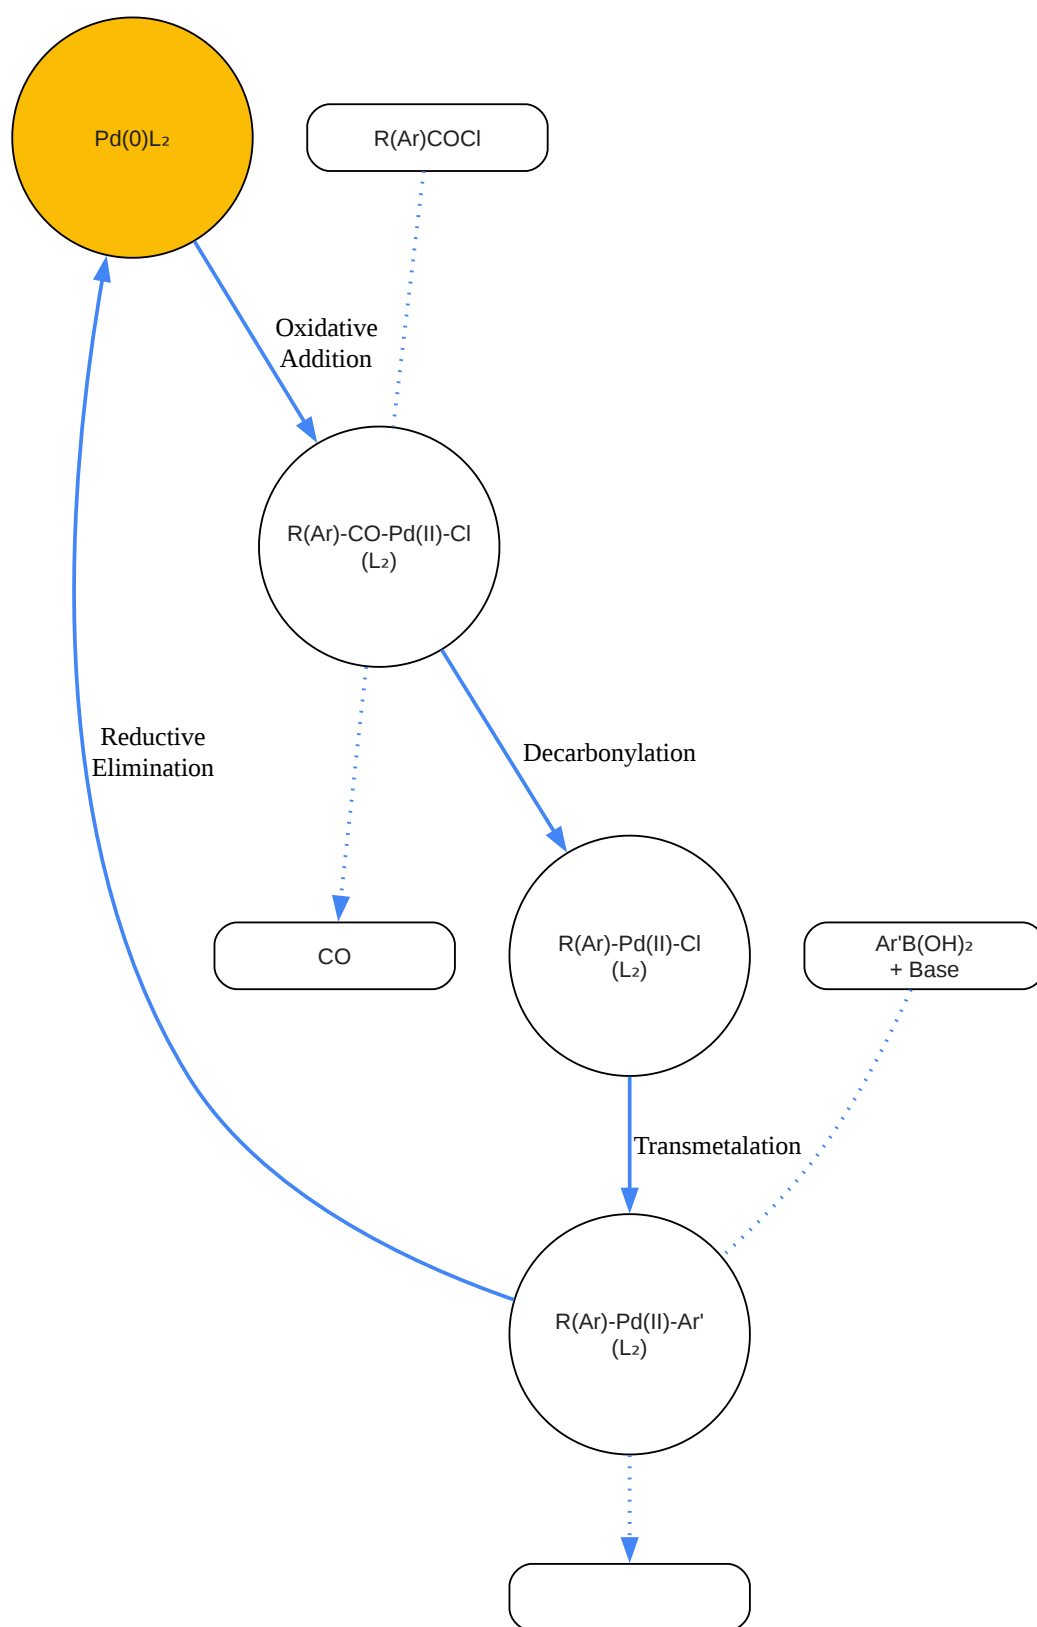 Pd(0)L₂
R(Ar)COCl
Oxidative
Addition
R(Ar)-CO-Pd(II)-Cl
(L₂)
Reductive
Elimination
Decarbonylation
CO
R(Ar)-Pd(II)-Cl
(L₂)
Ar'B(OH)₂
+ Base
Transmetalation
R(Ar)-Pd(II)-Ar'
(L₂)